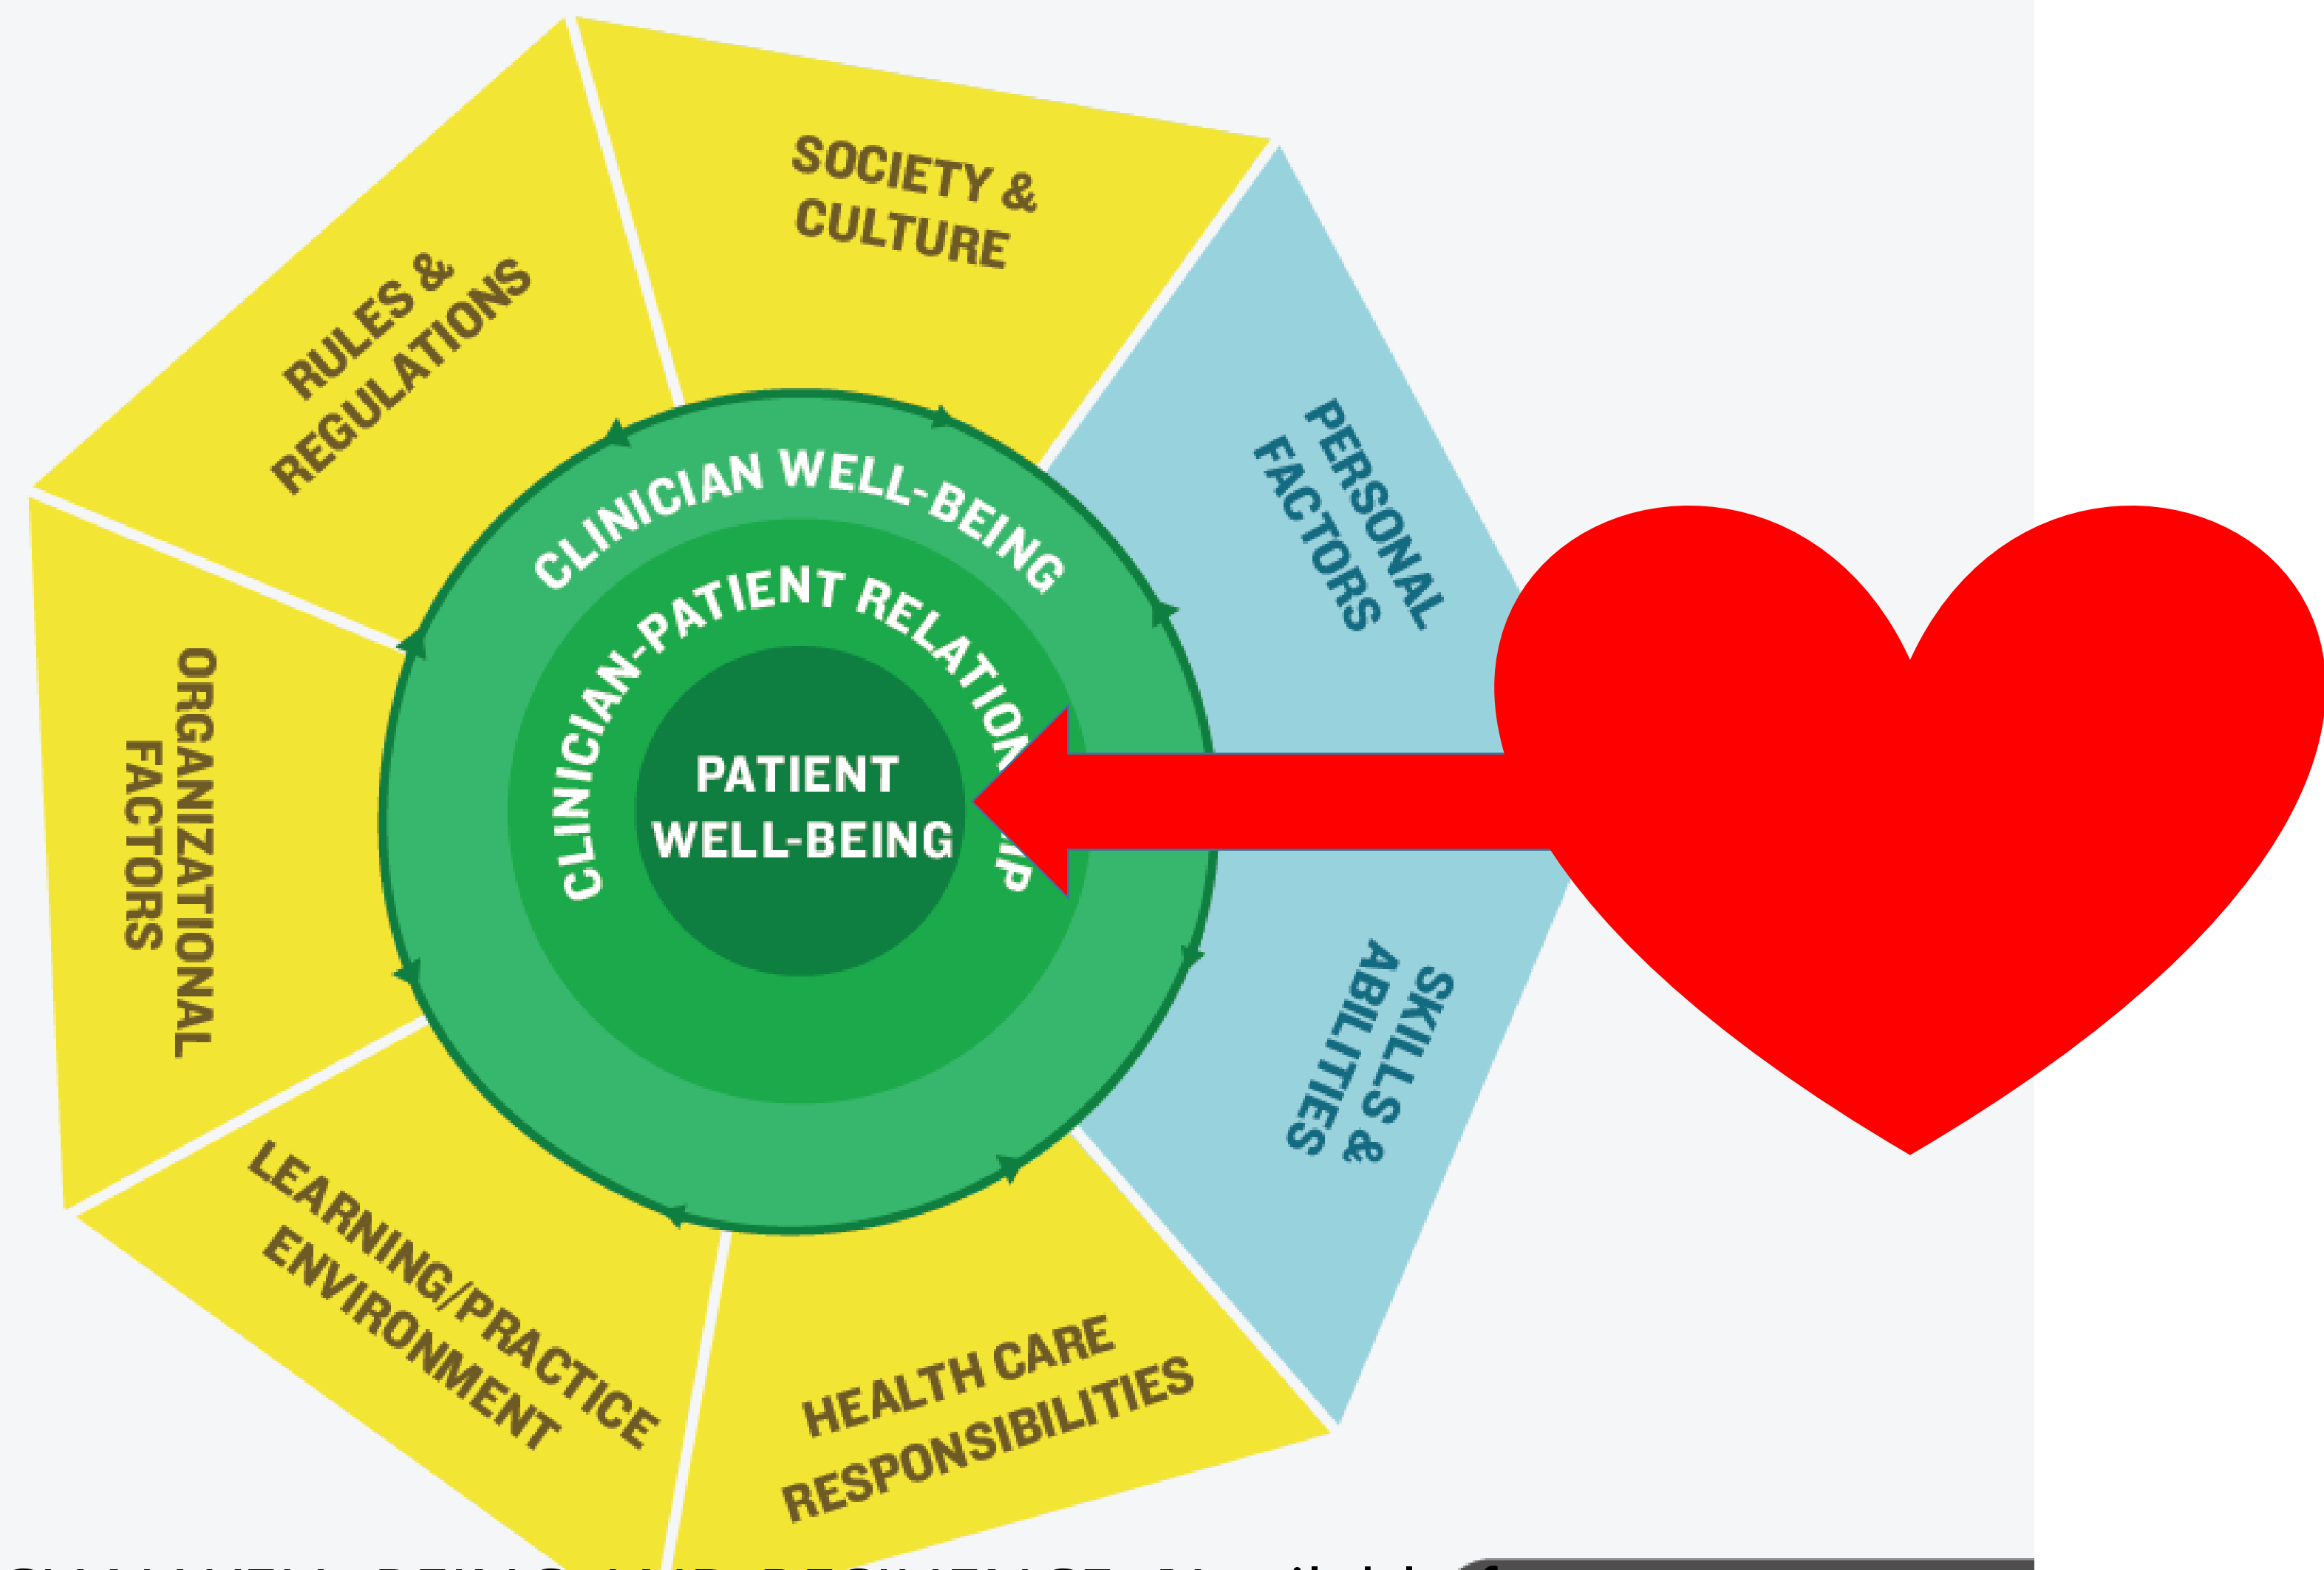 SOCIETY &
CULTURE
RULES &
REGULATIONS
PERSONAL
FACTORS
CLINICIAN WELL-BEING
CLINICIAN-PATIENT
PATIENT
WELL-BEING
ORGANIZATIONAL
FACTORS
SKILLS &
ABILITIES
LEARNING/PRACTICE
ENVIRONMENT
HEALTH CARE
RESPONSIBILITIES